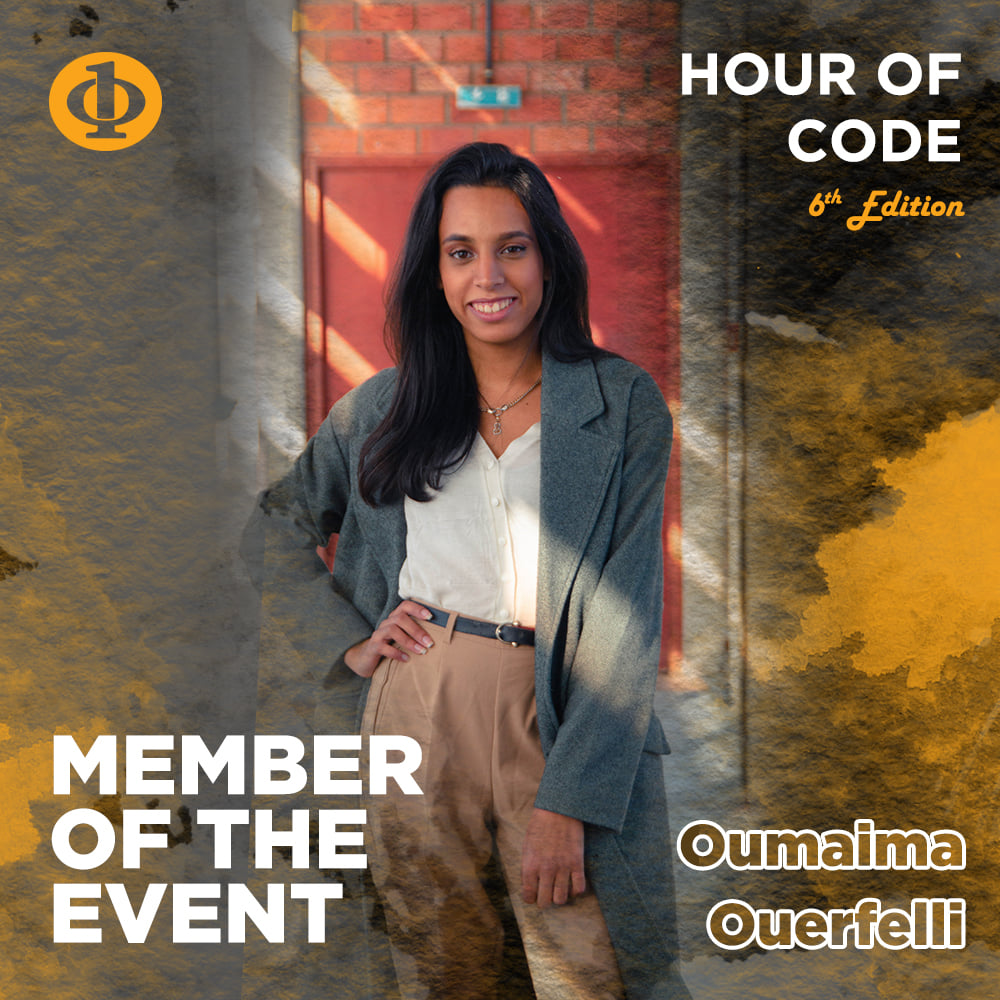 HOUR OF
CODE
6th Edition
MEMBER
OF THE
EVENT
Oumaima
Ouerfelli